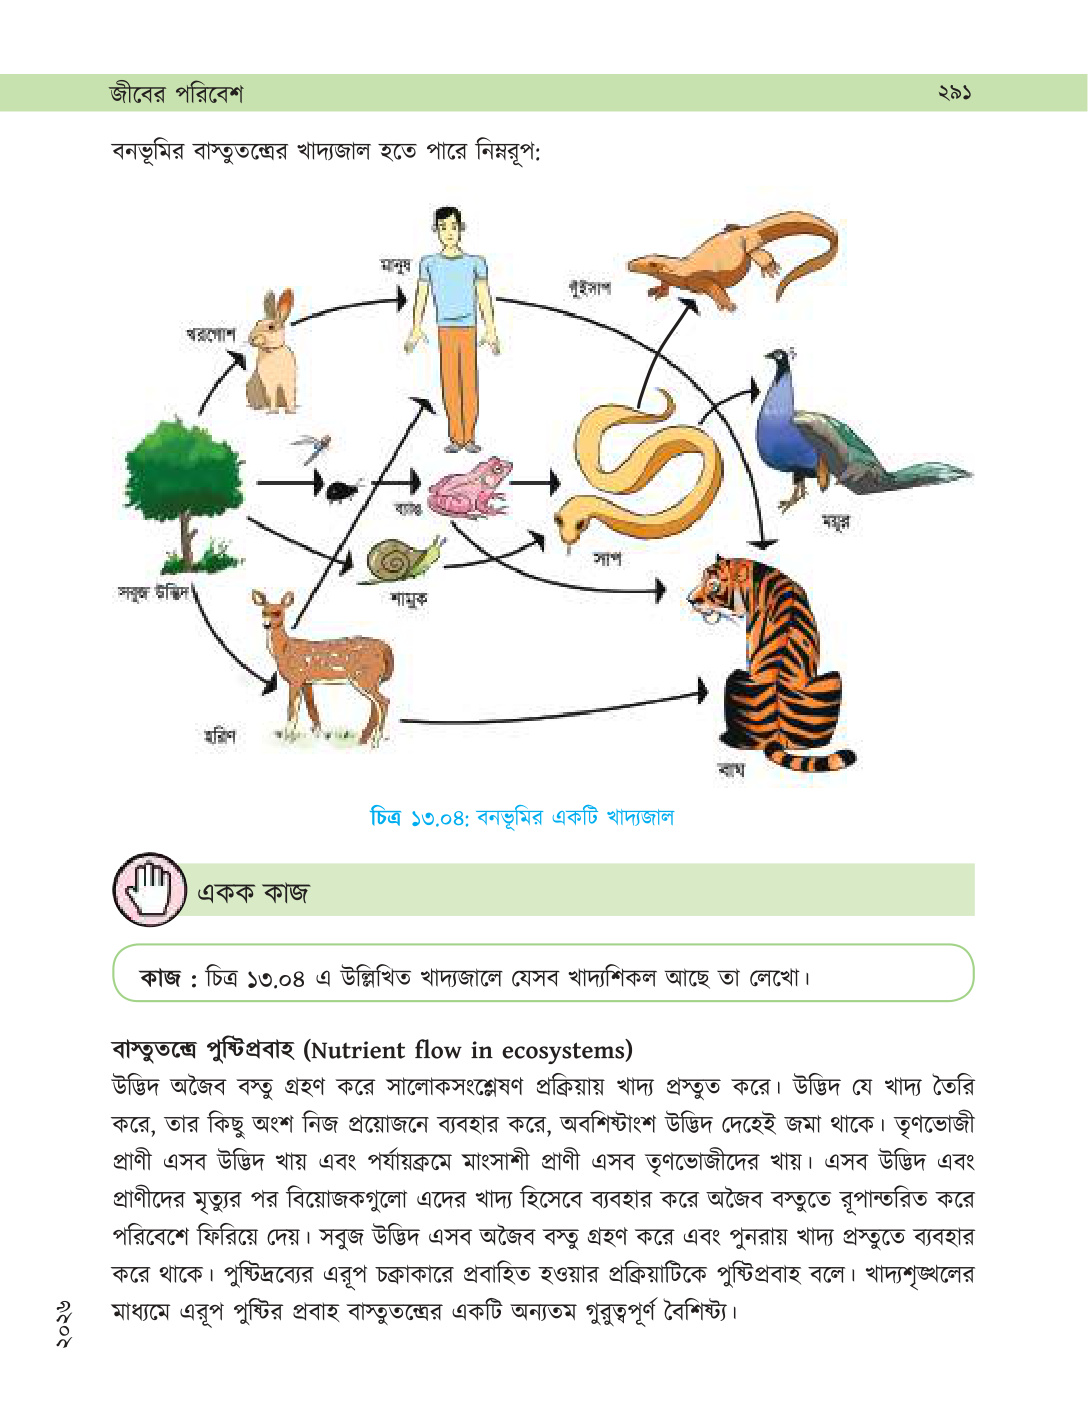 জীবের পরিবেশ ২৯১
বনভূমির বাস্তুতন্ত্রের খাদ্যজাল হতে পারে নিম্নরূপ:
মানুষ
গুঁইসাপ
খরগোশ
ব্যাঙ
ময়ূর
সাপ
সবুজ উদ্ভিদ
শামুক
হরিণ
বাঘ
চিত্র ১৩.০৪: বনভূমির একটি খাদ্যজাল
একক কাজ
কাজ : চিত্র ১৩.০৪ এ উল্লিখিত খাদ্যজালে যেসব খাদ্যশিকল আছে তা লেখো।
বাস্তুতন্ত্রে পুষ্টিপ্রবাহ (Nutrient flow in ecosystems)
উদ্ভিদ অজৈব বস্তু গ্রহণ করে সালোকসংশ্লেষণ প্রক্রিয়ায় খাদ্য প্রস্তুত করে। উদ্ভিদ যে খাদ্য তৈরি
করে, তার কিছু অংশ নিজ প্রয়োজনে ব্যবহার করে, অবশিষ্টাংশ উদ্ভিদ দেহেই জমা থাকে। তৃণভোজী
প্রাণী এসব উদ্ভিদ খায় এবং পর্যায়ক্রমে মাংসাশী প্রাণী এসব তৃণভোজীদের খায়। এসব উদ্ভিদ এবং
প্রাণীদের মৃত্যুর পর বিয়োজকগুলো এদের খাদ্য হিসেবে ব্যবহার করে অজৈব বস্তুতে রূপান্তরিত করে
পরিবেশে ফিরিয়ে দেয়। সবুজ উদ্ভিদ এসব অজৈব বস্তু গ্রহণ করে এবং পুনরায় খাদ্য প্রস্তুতে ব্যবহার
করে থাকে। পুষ্টিদ্রব্যের এরূপ চক্রাকারে প্রবাহিত হওয়ার প্রক্রিয়াটিকে পুষ্টিপ্রবাহ বলে। খাদ্যশৃঙ্খলের
মাধ্যমে এরূপ পুষ্টির প্রবাহ বাস্তুতন্ত্রের একটি অন্যতম গুরুত্বপূর্ণ বৈশিষ্ট্য।
২০২৬